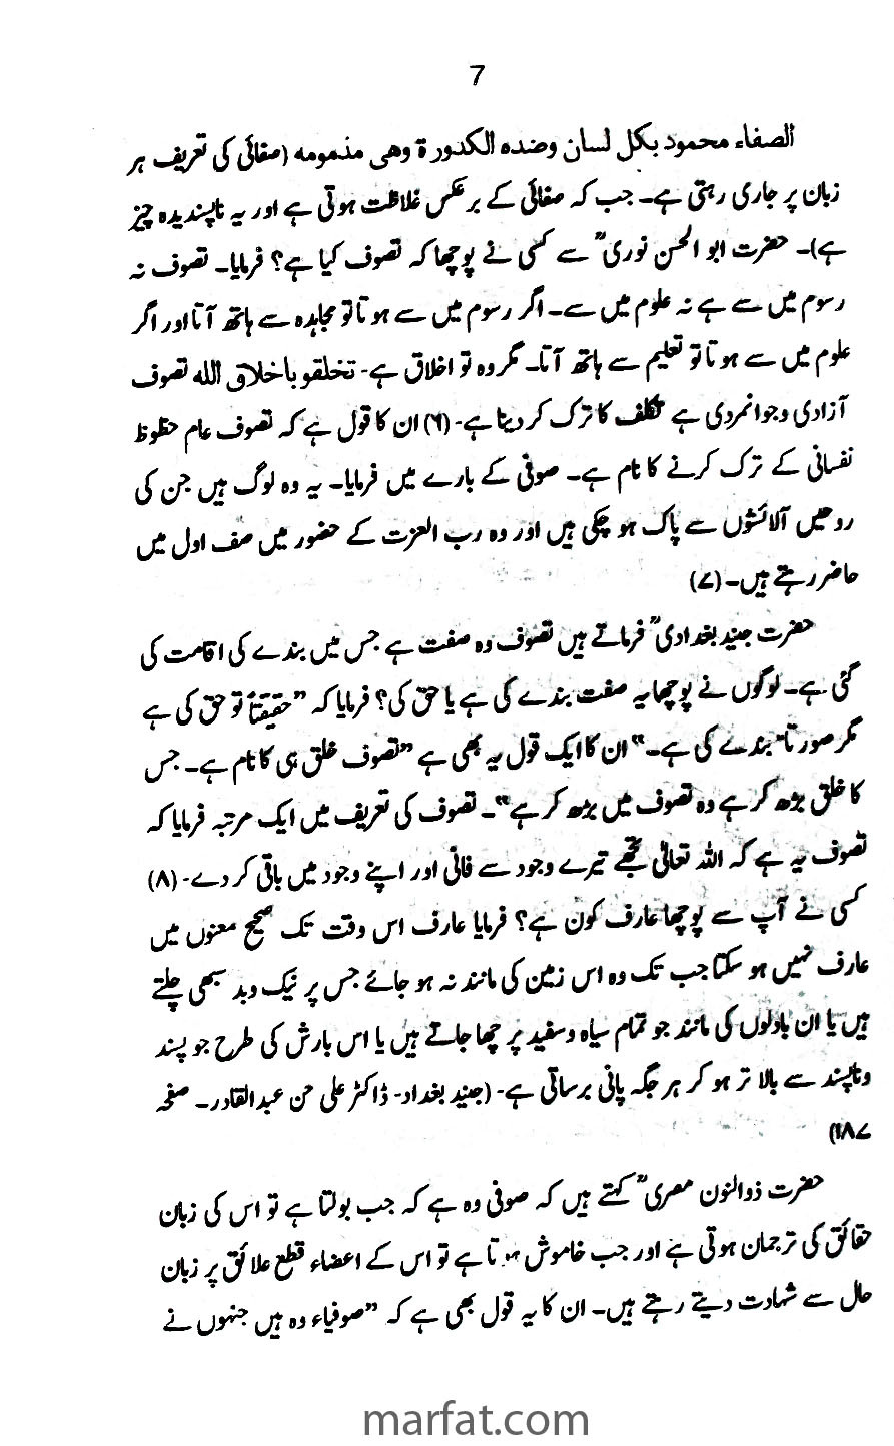 7
الصفاء محمود بکل لسان وضده الکدورة وهی مذمومه (صفائی کی تعریف ہر
زبان پر جاری رہتی ہے۔ جب کہ صفائی کے برعکس غلاظت ہوتی ہے اور یہ ناپسندیدہ چیز
ہے)۔ حضرت ابوالحسن نوریؒ سے کسی نے پوچھا کہ تصوف کیا ہے؟ فرمایا۔ تصوف نہ
رسوم میں سے ہے نہ علوم میں سے۔ اگر رسوم میں سے ہوتا تو مجاہدہ سے ہاتھ آتا اور اگر
علوم میں سے ہوتا تو تعلیم سے ہاتھ آتا۔ مگر وہ تو اخلاق ہے۔ تخلقو باخلاق اللہ تصوف
آزادی و جوانمردی ہے تکلف کا ترک کر دینا ہے۔ (۶) ان کا قول ہے کہ تصوف عام حظوظ
نفسانی کے ترک کرنے کا نام ہے۔ صوفی کے بارے میں فرمایا۔ یہ وہ لوگ ہیں جن کی
روحیں آلائشوں سے پاک ہو چکی ہیں اور وہ رب العزت کے حضور میں صف اول میں
حاضر رہتے ہیں۔ (۷)
حضرت جنید بغدادیؒ فرماتے ہیں تصوف وہ صفت ہے جس میں بندے کی اقامت کی
گئی ہے۔ لوگوں نے پوچھا یہ صفت بندے کی ہے یا حق کی؟ فرمایا کہ ”حقیقتاً تو حق کی ہے
مگر صورتاً بندے کی ہے۔“ ان کا ایک قول یہ بھی ہے ”تصوف خلق ہی کا نام ہے۔ جس
کا خلق بڑھ کر ہے وہ تصوف میں بڑھ کر ہے“۔ تصوف کی تعریف میں ایک مرتبہ فرمایا کہ
تصوف یہ ہے کہ اللہ تعالیٰ تجھے تیرے وجود سے فانی اور اپنے وجود میں باقی کر دے۔ (۸)
کسی نے آپ سے پوچھا عارف کون ہے؟ فرمایا عارف اس وقت تک صحیح معنوں میں
عارف نہیں ہو سکتا جب تک وہ اس زمین کی مانند نہ ہو جائے جس پر نیک و بد سبھی چلتے
ہیں یا ان بادلوں کی مانند جو تمام سیاہ و سفید پر چھا جاتے ہیں یا اس بارش کی طرح جو پسند
و ناپسند سے بالاتر ہو کر ہر جگہ پانی برساتی ہے۔ (جنید بغداد۔ ڈاکٹر علی حسن عبدالقادر۔ صفحہ
۱۸۷)
حضرت ذوالنون مصریؒ کہتے ہیں کہ صوفی وہ ہے کہ جب بولتا ہے تو اس کی زبان
حقائق کی ترجمان ہوتی ہے اور جب خاموش ہوتا ہے تو اس کے اعضاء قطع علائق پر زبان
حال سے شہادت دیتے رہتے ہیں۔ ان کا یہ قول بھی ہے کہ ”صوفیاء وہ ہیں جنہوں نے
marfat.com